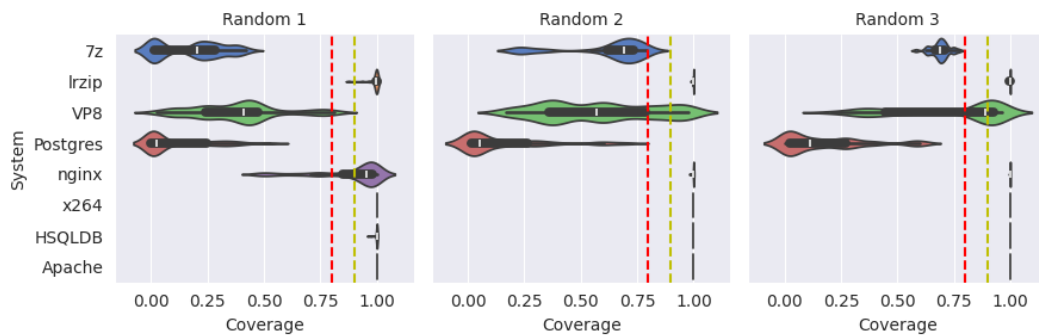 Random 1 Random 2 Random 3
System
7z
lrzip
VP8
Postgres
nginx
x264
HSQLDB
Apache
0.00 0.25 0.50 0.75 1.00 0.00 0.25 0.50 0.75 1.00 0.00 0.25 0.50 0.75 1.00
Coverage Coverage Coverage